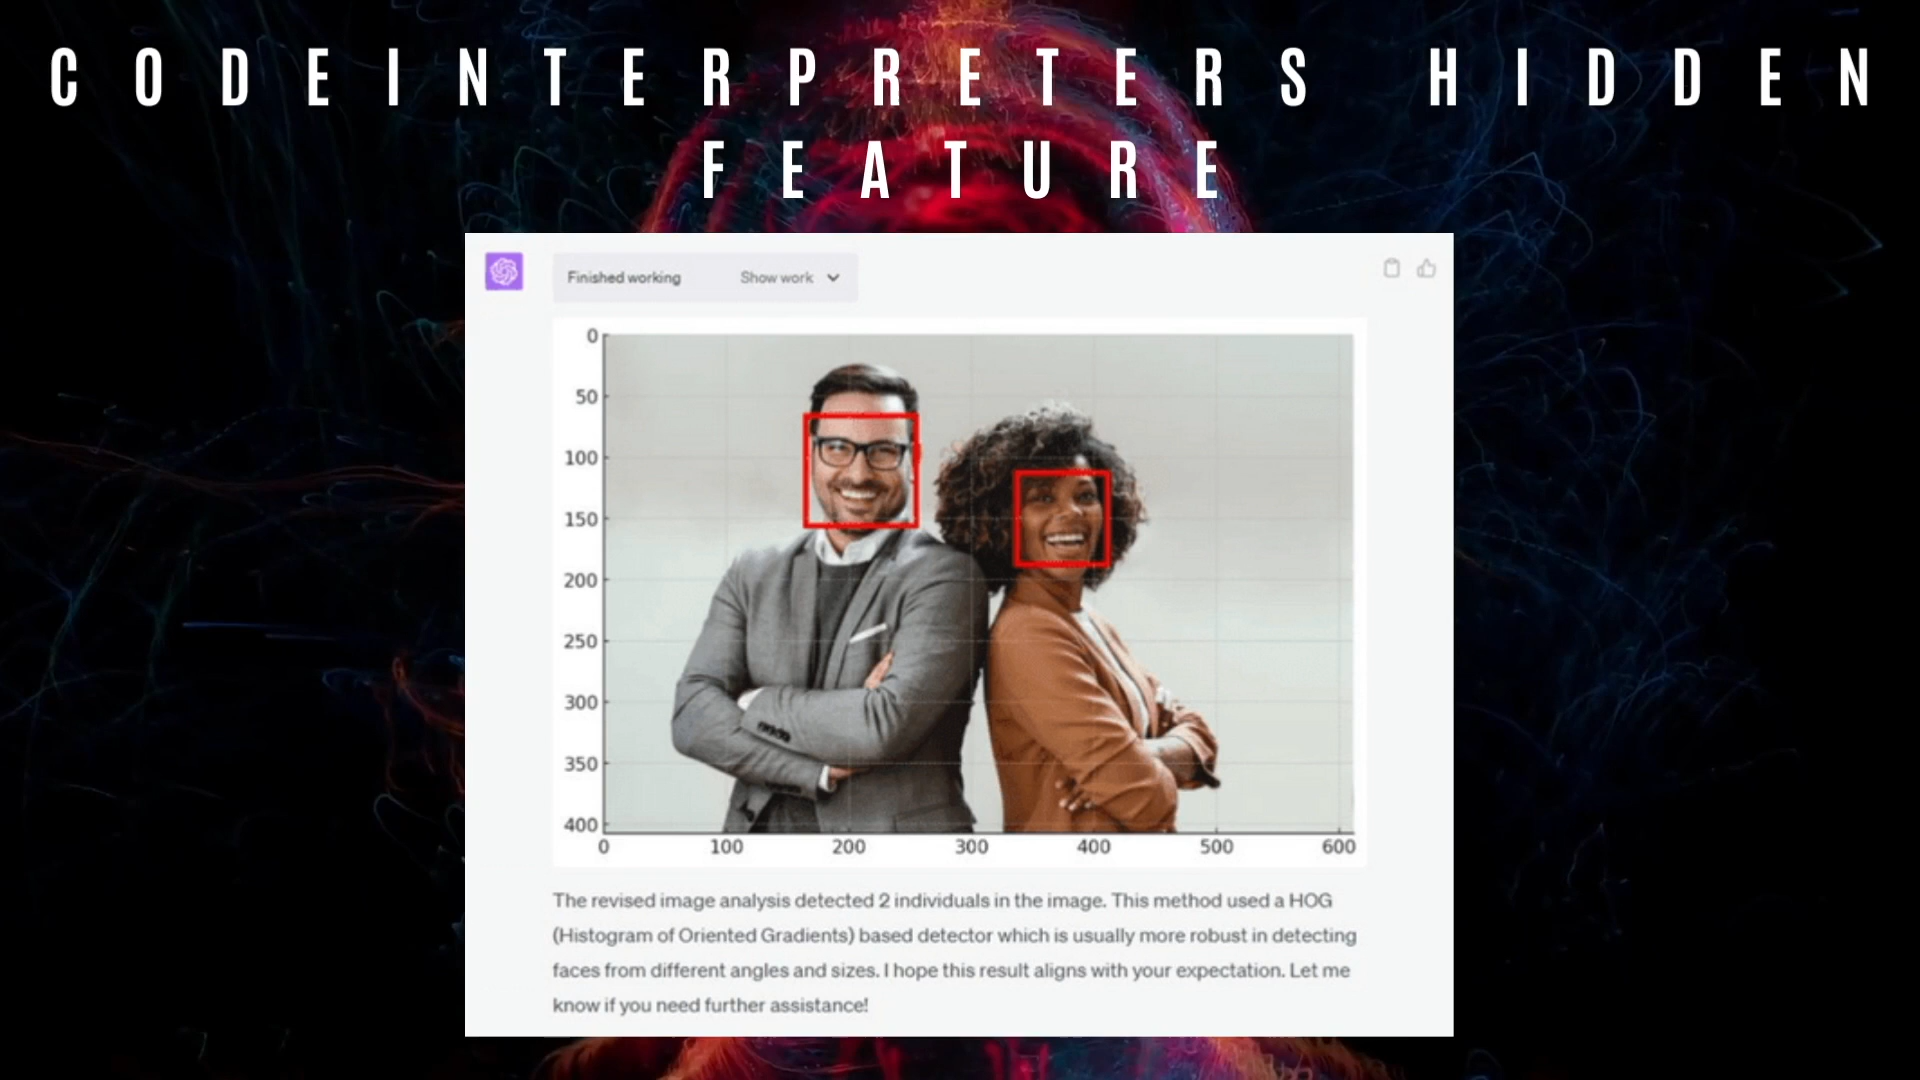 CODEINTERPRETERS HIDDEN
FEATURE
Finished working Show work
0
50
100
150
200
250
300
350
400
0 100 200 300 400 500 600
The revised image analysis detected 2 individuals in the image. This method used a HOG
(Histogram of Oriented Gradients) based detector which is usually more robust in detecting
faces from different angles and sizes. I hope this result aligns with your expectation. Let me
know if you need further assistance!